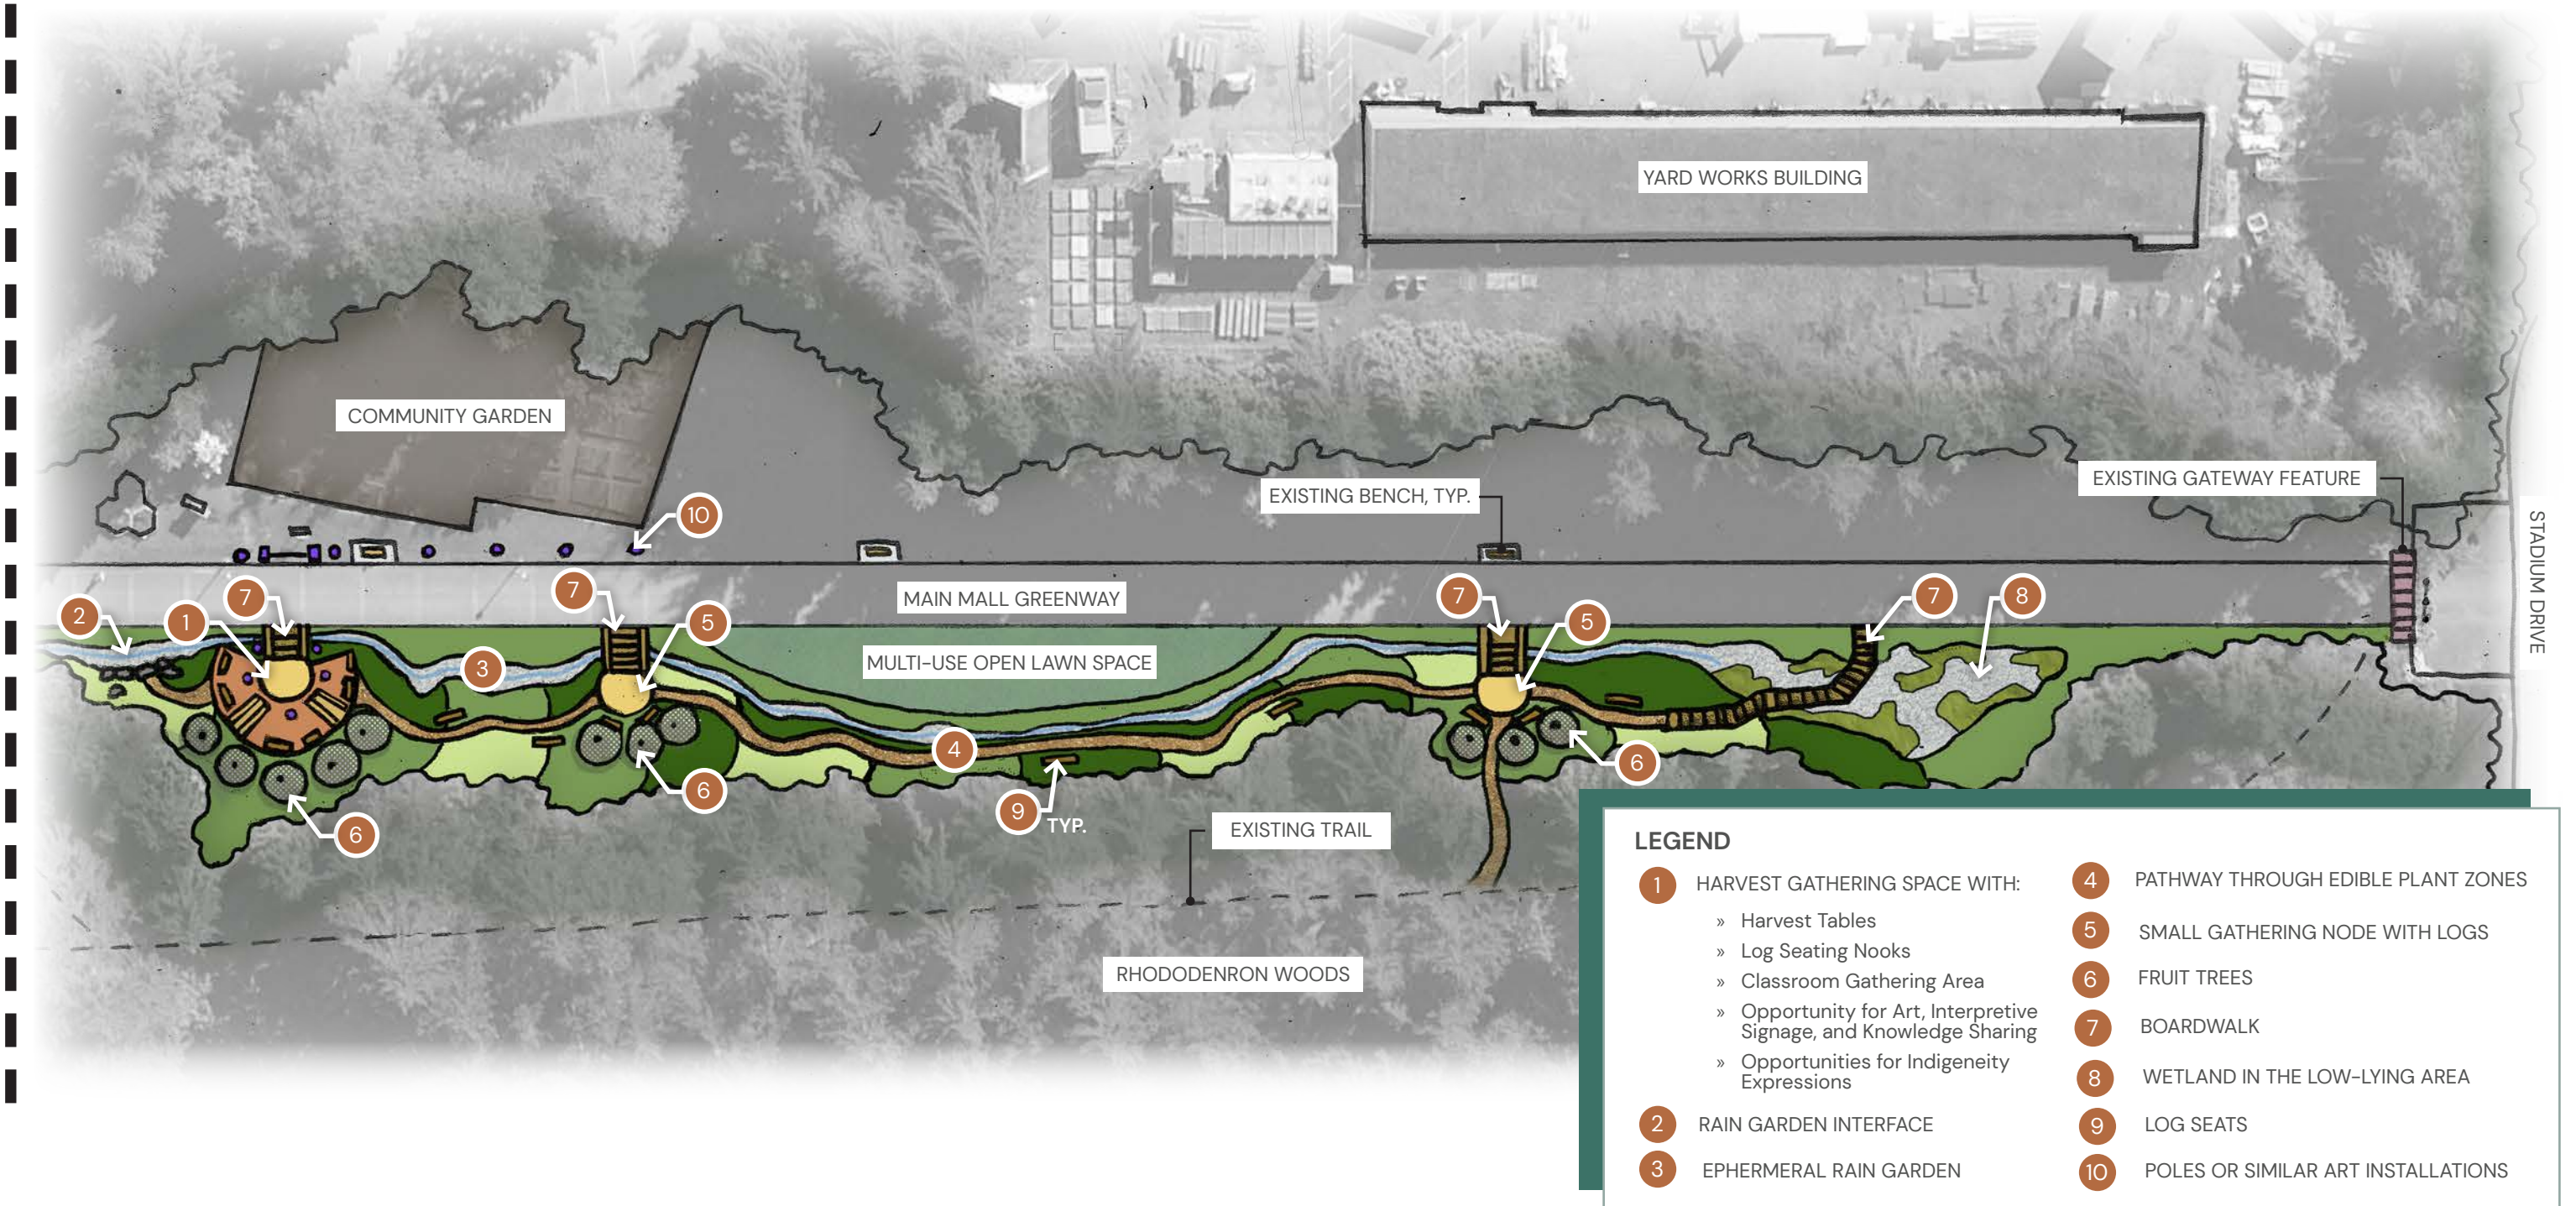 YARD WORKS BUILDING
COMMUNITY GARDEN
EXISTING GATEWAY FEATURE
EXISTING BENCH, TYP.
10
STADIUM DRIVE
7
7
MAIN MALL GREENWAY
7
7
8
2
1
5
5
3
MULTI-USE OPEN LAWN SPACE
4
6
6
9
TYP.
6
EXISTING TRAIL
RHODODENRON WOODS
LEGEND
1 HARVEST GATHERING SPACE WITH:
» Harvest Tables
» Log Seating Nooks
» Classroom Gathering Area
» Opportunity for Art, Interpretive
Signage, and Knowledge Sharing
» Opportunities for Indigeneity
Expressions
2 RAIN GARDEN INTERFACE
3 EPHERMERAL RAIN GARDEN
4 PATHWAY THROUGH EDIBLE PLANT ZONES
5 SMALL GATHERING NODE WITH LOGS
6 FRUIT TREES
7 BOARDWALK
8 WETLAND IN THE LOW-LYING AREA
9 LOG SEATS
10 POLES OR SIMILAR ART INSTALLATIONS